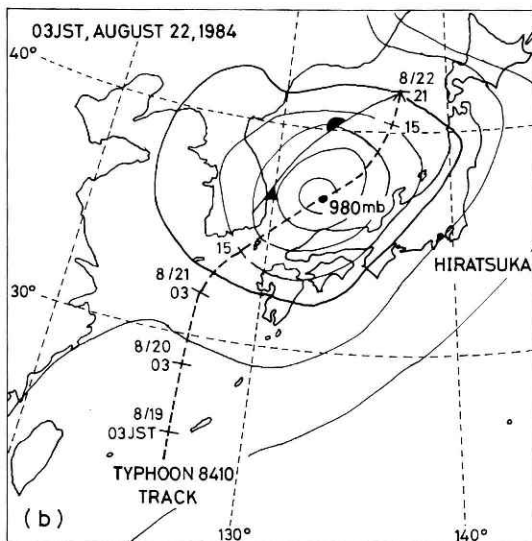 03JST, AUGUST 22, 1984
40°
8/22
21
15
980mb
15
HIRATSUKA
8/21
03
30°
8/20
03
8/19
03JST
TYPHOON 8410
TRACK
(b)
130°
140°